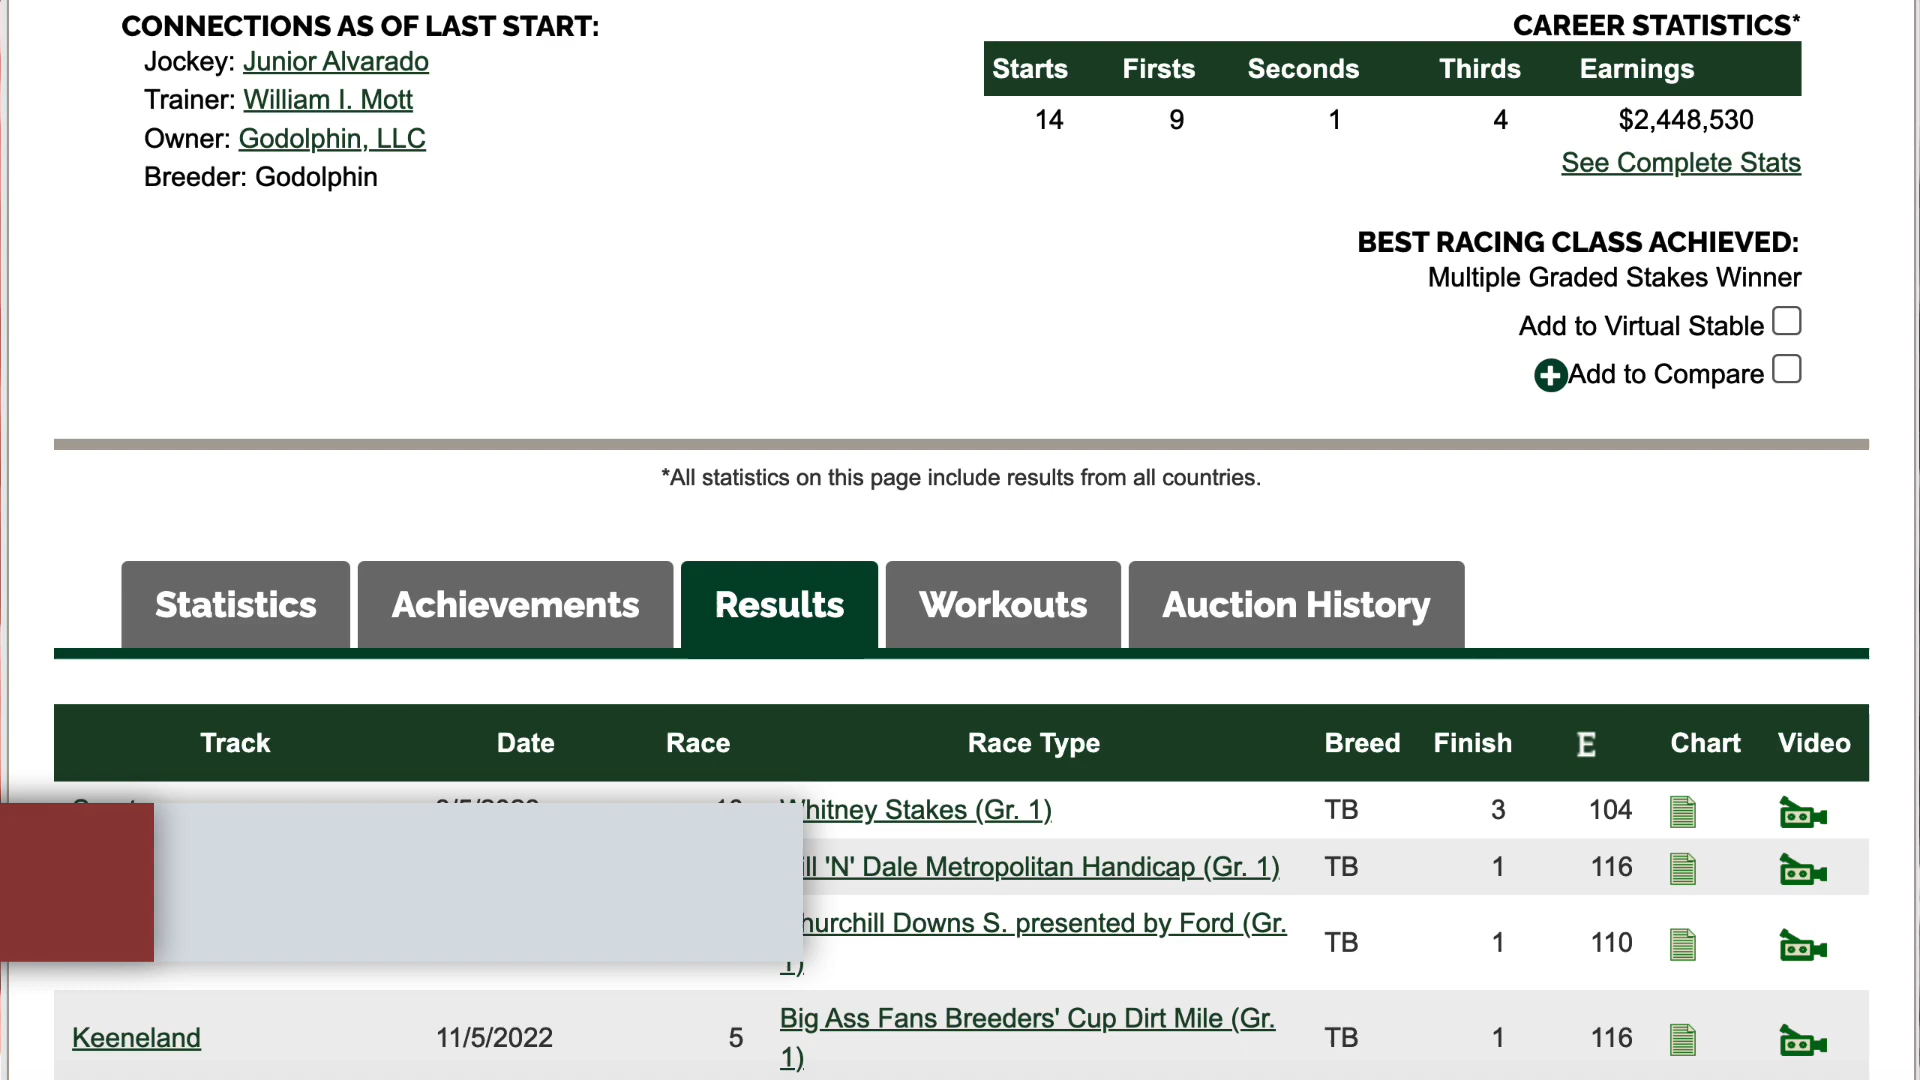 CONNECTIONS AS OF LAST START:
Jockey: Junior Alvarado
Trainer: William I. Mott
Owner: Godolphin, LLC
Breeder: Godolphin
CAREER STATISTICS*
Starts Firsts Seconds Thirds Earnings
14 9 1 4 $2,448,530
See Complete Stats
BEST RACING CLASS ACHIEVED:
Multiple Graded Stakes Winner
Add to Virtual Stable
Add to Compare
*All statistics on this page include results from all countries.
Statistics Achievements Results Workouts Auction History
Track Date Race Race Type Breed Finish E Chart Video
Whitney Stakes (Gr. 1) TB 3 104
'N' Dale Metropolitan Handicap (Gr. 1) TB 1 116
Downs S. presented by Ford (Gr.
1) TB 1 110
Keeneland 11/5/2022 5 Big Ass Fans Breeders' Cup Dirt Mile (Gr.
1) TB 1 116